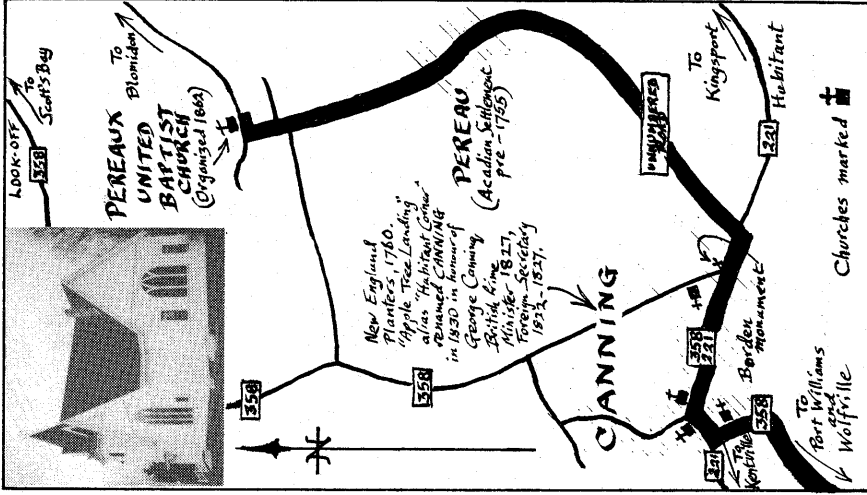 LOOK-OFF
358
To
Scott's Bay
To
Blomidon
PEREAUX
UNITED
BAPTIST
CHURCH
(Organized 1862)
PEREAU
(Acadian Settlement
pre-1755)
New England
Planters, 1760.
"Apple Tree Landing"
alias "Habitant Corner"
renamed CANNING
in 1830 in honour of
George Canning,
British Prime
Minister 1827,
Foreign Secretary
1822-1827.
UNNUMBERED
ROAD
To
Kingsport
Habitant
221
358
358
N
CANNING
358
221
Borden
monument
358
221
To
Kentville
To
Port Williams
and
Wolfville
Churches marked